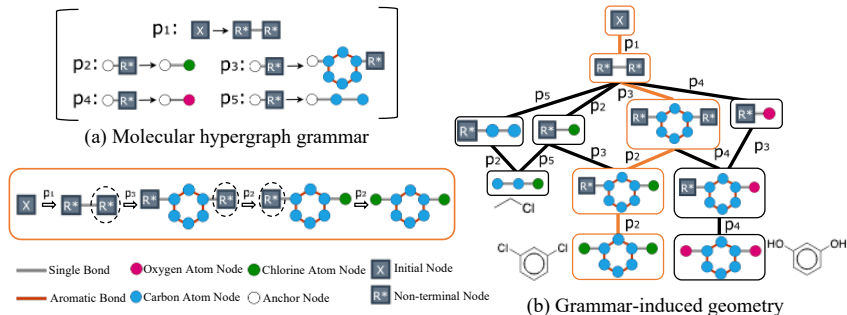 p₁: X R* R*
p₂: R* p₃: R* R*
p₄: R* p₅: R*
(a) Molecular hypergraph grammar
X p₁ R* R* p₃ R* R* p₂ R* p₂
Single Bond Oxygen Atom Node Chlorine Atom Node X Initial Node
Aromatic Bond Carbon Atom Node Anchor Node R* Non-terminal Node
X
p₁
R* R*
p₅ p₂ p₃ p₄
R* R* R* R* R*
p₂ p₅ p₃ p₂ p₄ p₃
R* R*
Cl
p₂ p₄
Cl Cl HO OH
(b) Grammar-induced geometry